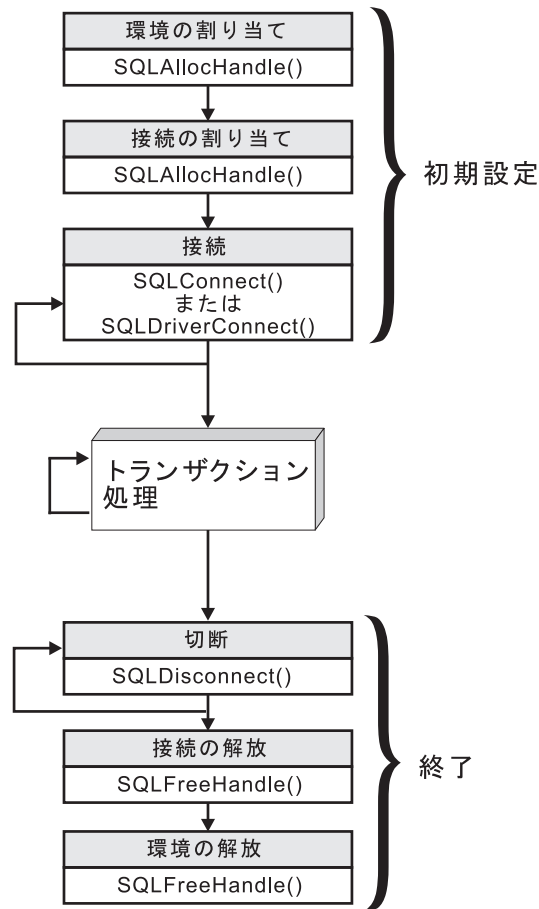 環境の割り当て
SQLAllocHandle()
接続の割り当て
SQLAllocHandle()
接続
SQLConnect()
または
SQLDriverConnect()
初期設定
トランザクション
処理
切断
SQLDisconnect()
接続の解放
SQLFreeHandle()
環境の解放
SQLFreeHandle()
終了